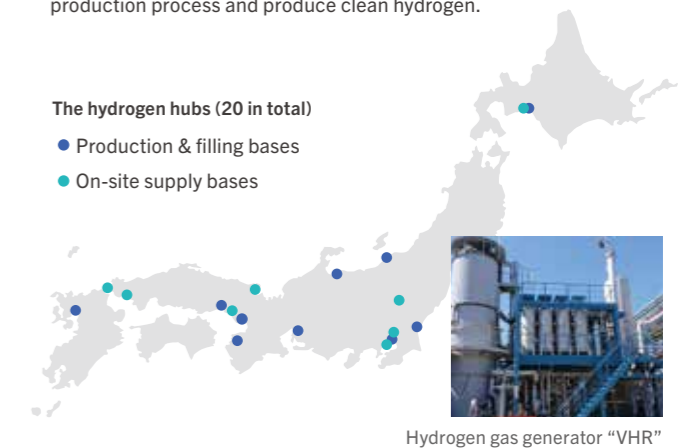 production process and produce clean hydrogen.
The hydrogen hubs (20 in total)
Production & filling bases
On-site supply bases
Hydrogen gas generator “VHR”